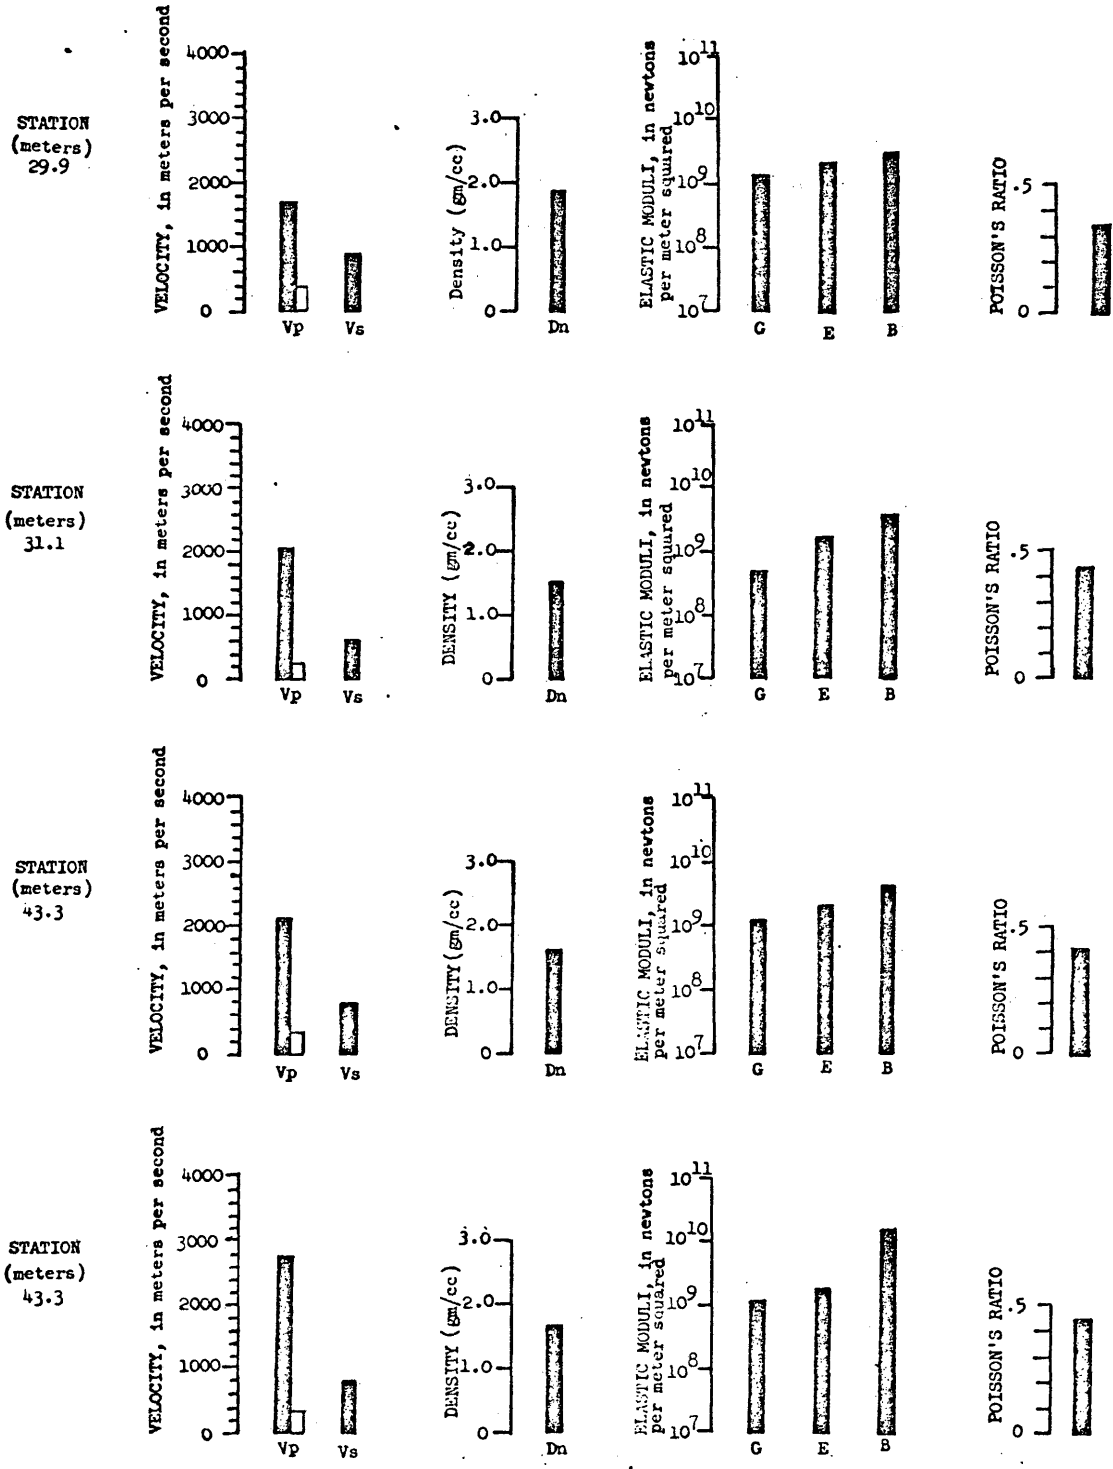 STATION
(meters)
29.9
VELOCITY, in meters per second
4000
3000
2000
1000
0
Vp
Vs
Density (gm/cc)
3.0
2.0
1.0
0
Dn
ELASTIC MODULI, in newtons
per meter squared
10^11
10^10
10^9
10^8
10^7
G
E
B
POISSON'S RATIO
.5
0
STATION
(meters)
31.1
VELOCITY, in meters per second
4000
3000
2000
1000
0
Vp
Vs
DENSITY (gm/cc)
3.0
2.0
1.0
0
Dn
ELASTIC MODULI, in newtons
per meter squared
10^11
10^10
10^9
10^8
10^7
G
E
B
POISSON'S RATIO
.5
0
STATION
(meters)
43.3
VELOCITY, in meters per second
4000
3000
2000
1000
0
Vp
Vs
DENSITY(gm/cc)
3.0
2.0
1.0
0
Dn
ELASTIC MODULI, in newtons
per meter squared
10^11
10^10
10^9
10^8
10^7
G
E
B
POISSON'S RATIO
.5
0
STATION
(meters)
43.3
VELOCITY, in meters per second
4000
3000
2000
1000
0
Vp
Vs
DENSITY (gm/cc)
3.0
2.0
1.0
0
Dn
ELASTIC MODULI, in newtons
per meter squared
10^11
10^10
10^9
10^8
10^7
G
E
B
POISSON'S RATIO
.5
0